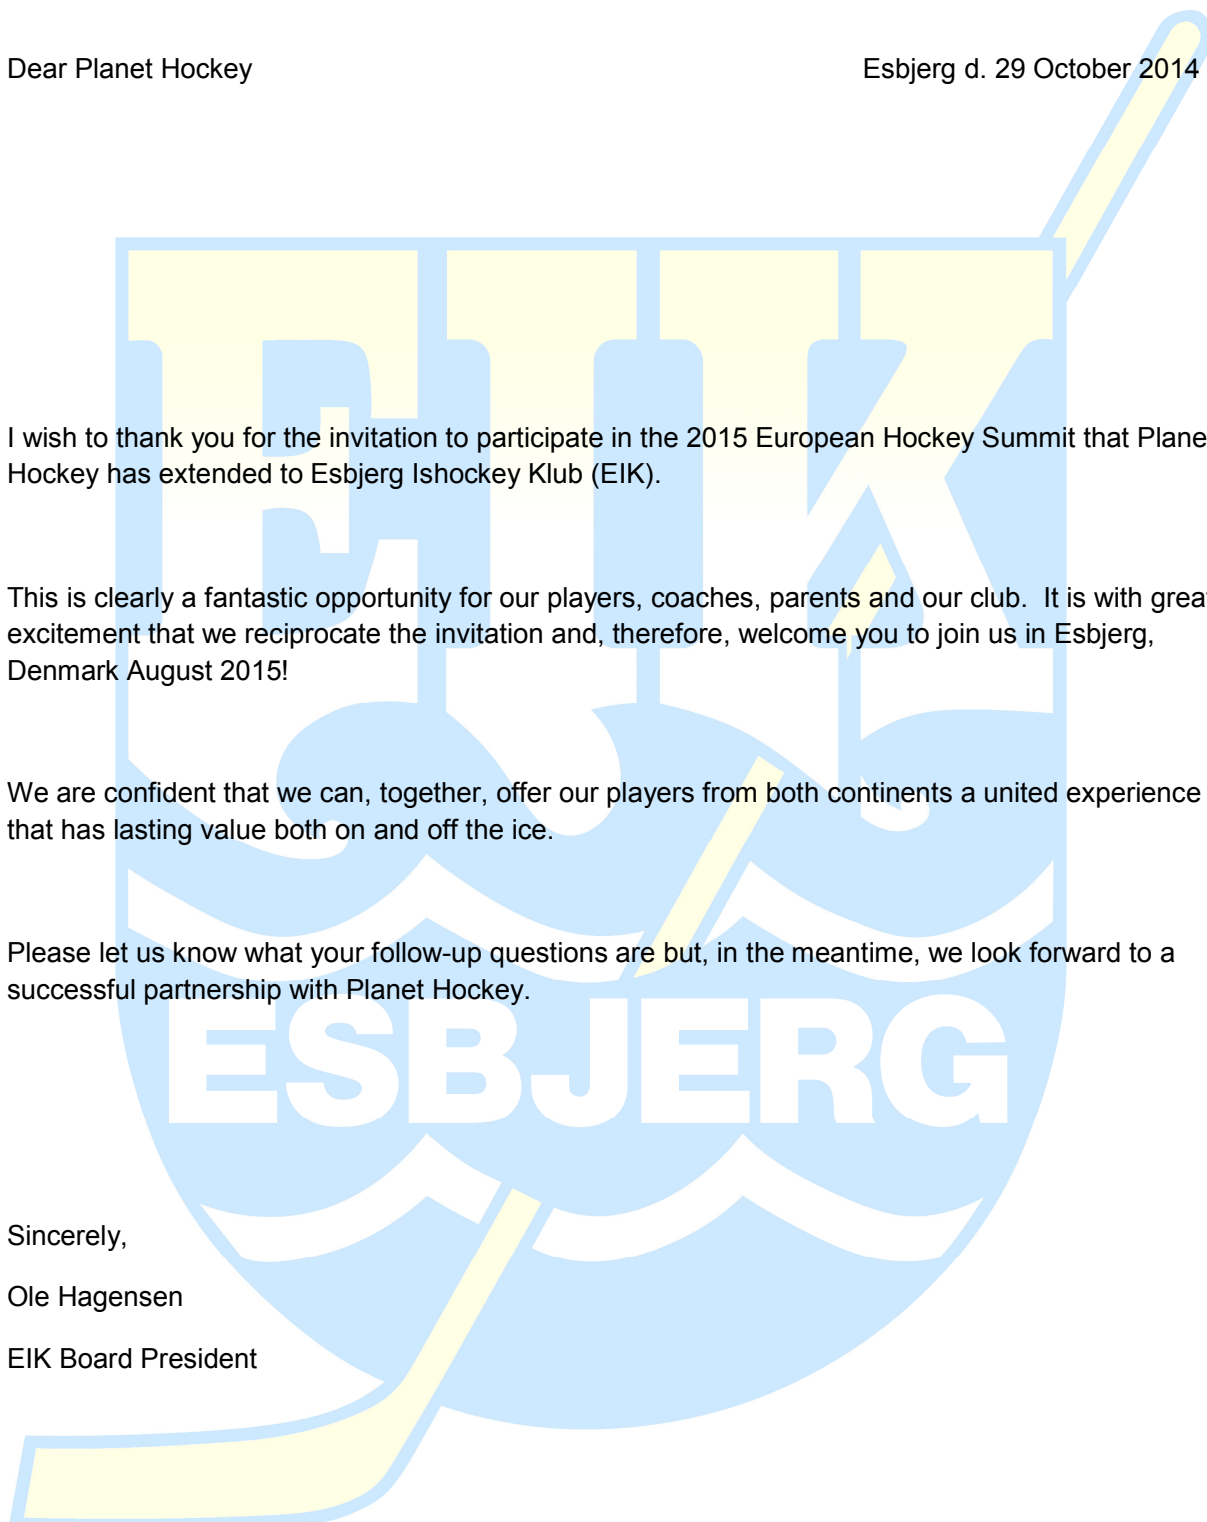 Dear Planet Hockey Esbjerg d. 29 October 2014
EIK
I wish to thank you for the invitation to participate in the 2015 European Hockey Summit that Plane
Hockey has extended to Esbjerg Ishockey Klub (EIK).
This is clearly a fantastic opportunity for our players, coaches, parents and our club. It is with great
excitement that we reciprocate the invitation and, therefore, welcome you to join us in Esbjerg,
Denmark August 2015!
We are confident that we can, together, offer our players from both continents a united experience
that has lasting value both on and off the ice.
Please let us know what your follow-up questions are but, in the meantime, we look forward to a
successful partnership with Planet Hockey.
ESBJERG
Sincerely,
Ole Hagensen
EIK Board President